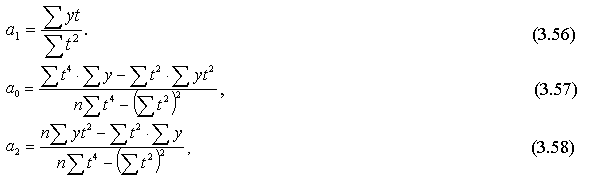 a₁ = ∑yt / ∑t² . (3.56)
a₀ = (∑t⁴ · ∑y − ∑t² · ∑yt²) / (n∑t⁴ − (∑t²)²) , (3.57)
a₂ = (n∑yt² − ∑t² · ∑y) / (n∑t⁴ − (∑t²)²) , (3.58)